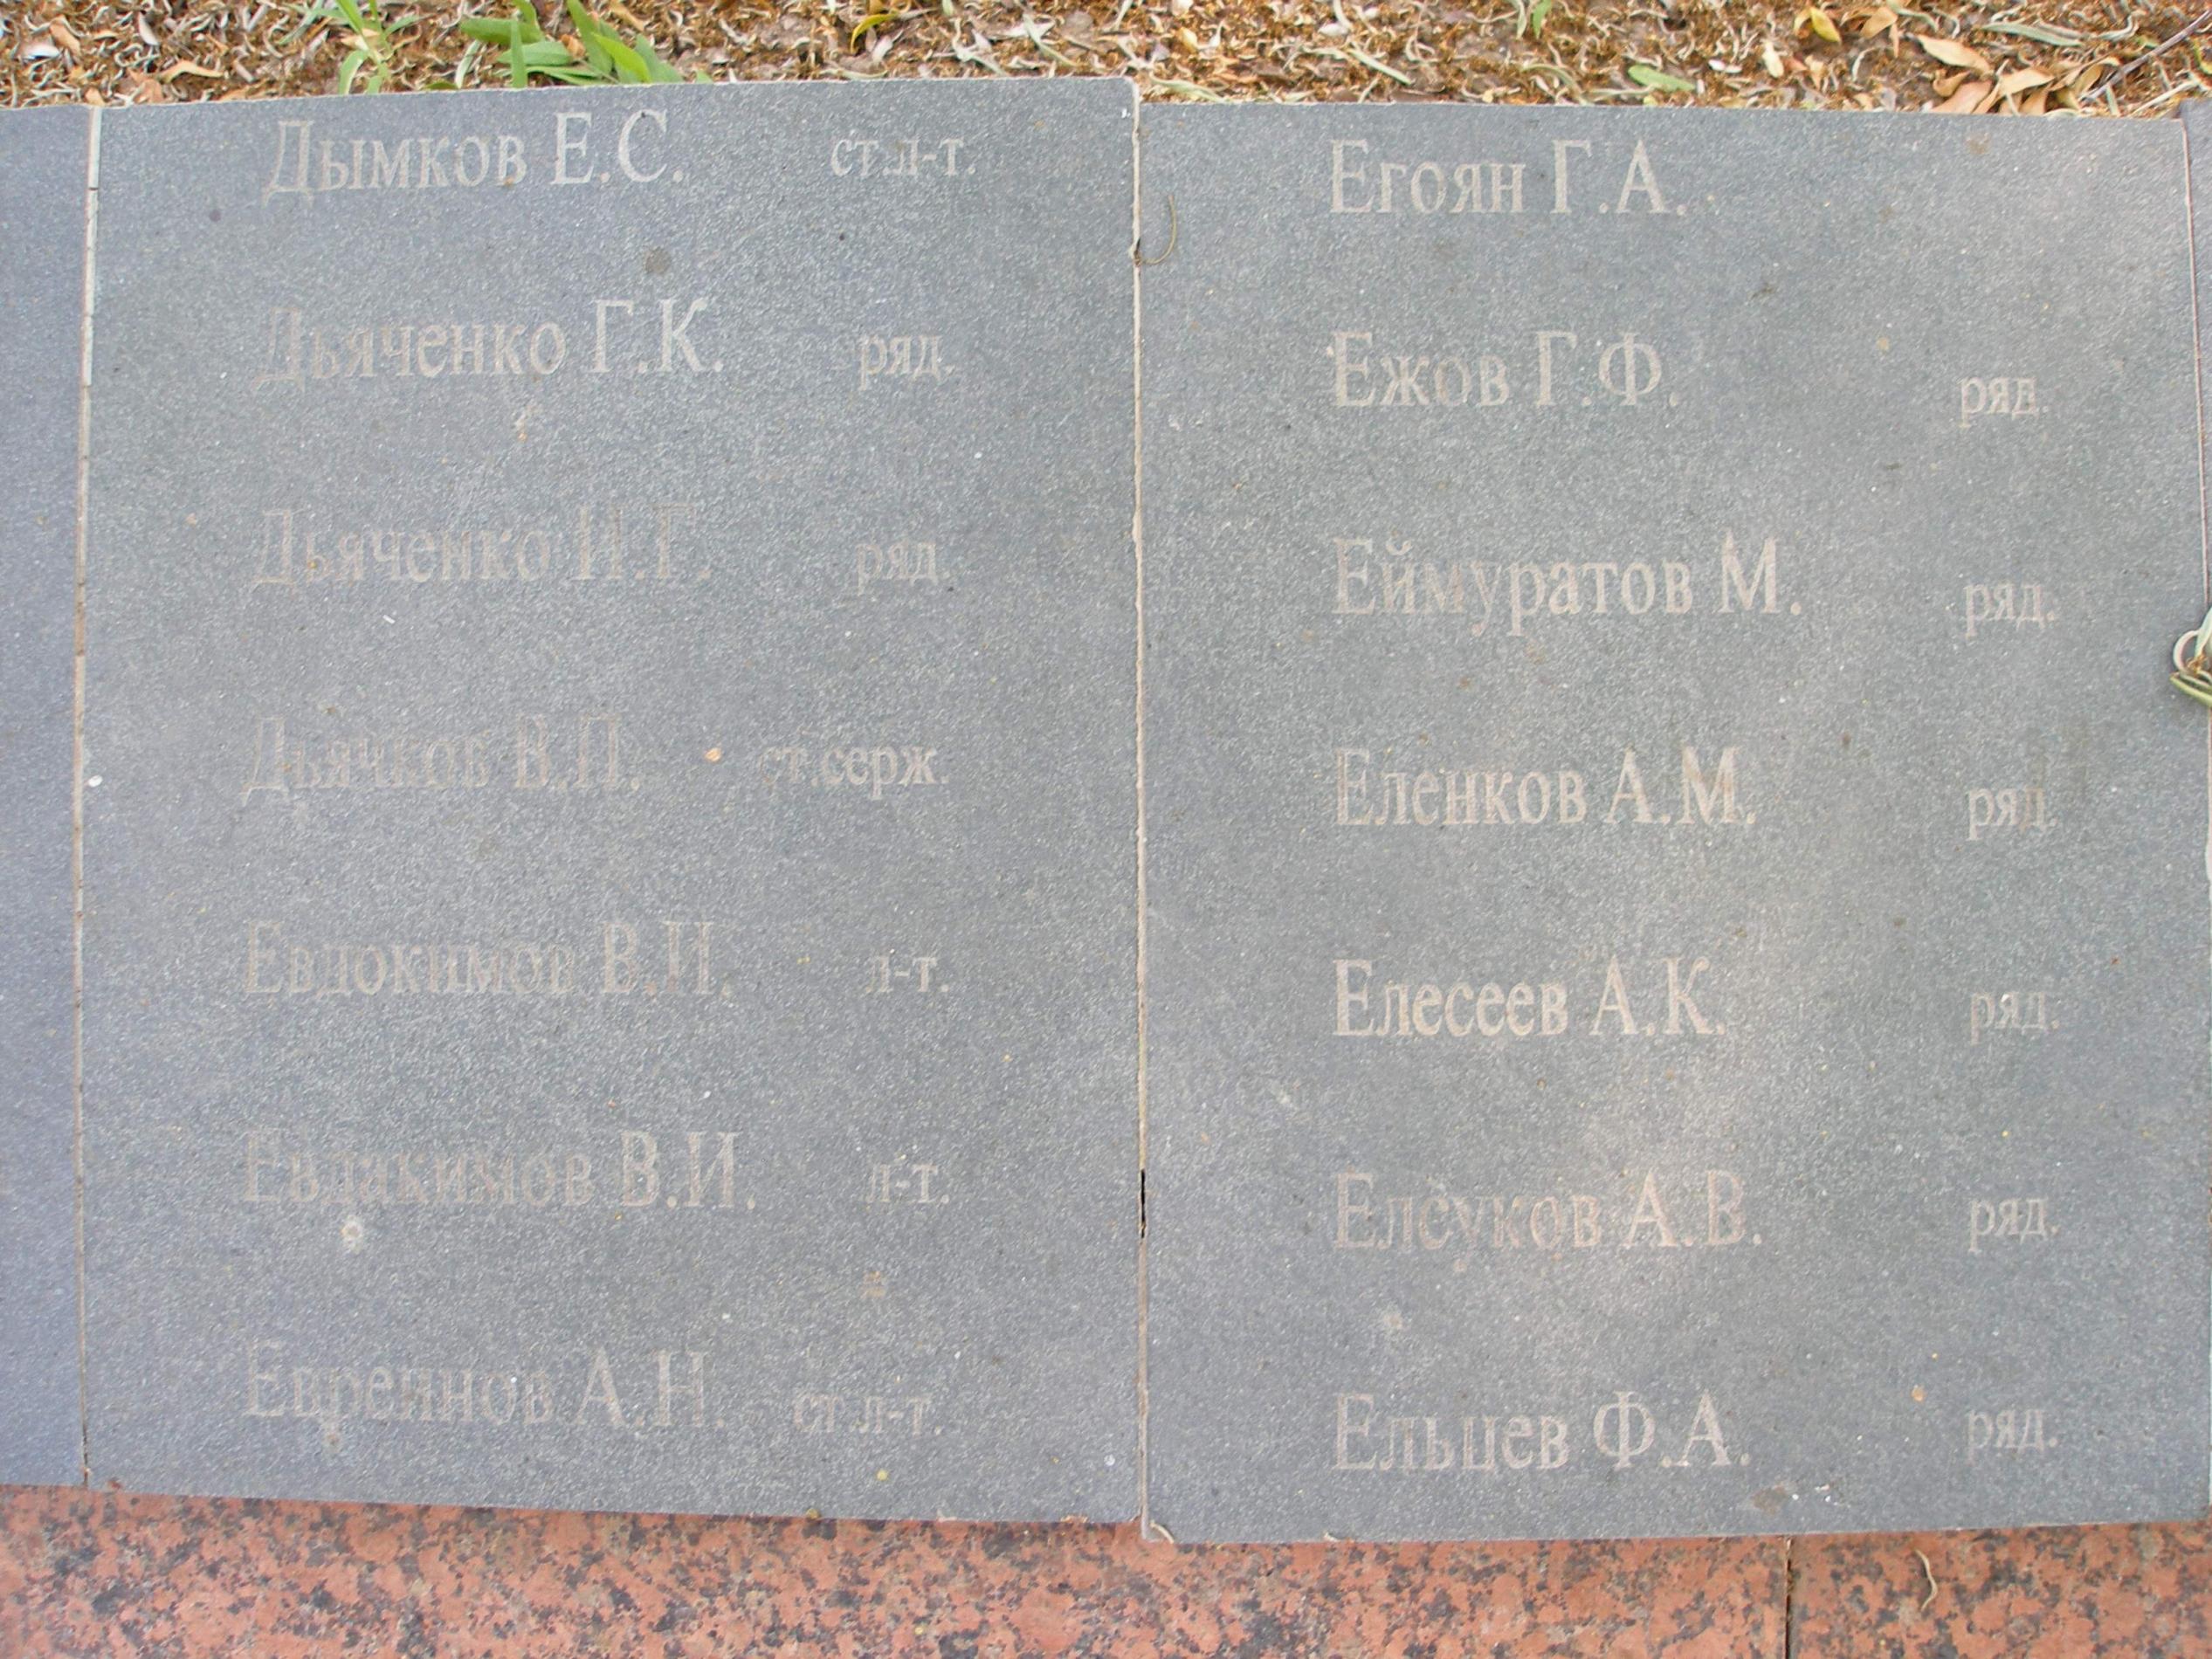 Дымков Е.С. ст.л-т.
Дьяченко Г.К. ряд.
Дьяченко Н.Г. ряд.
Дьячков В.П. ст.серж.
Евдокимов В.И. л-т.
Евдакимов В.И. л-т.
Евреинов А.Н. ст.л-т.
Егоян Г.А.
Ежов Г.Ф. ряд.
Еймуратов М. ряд.
Еленков А.М. ряд.
Елесеев А.К. ряд.
Елсуков А.В. ряд.
Ельцев Ф.А. ряд.